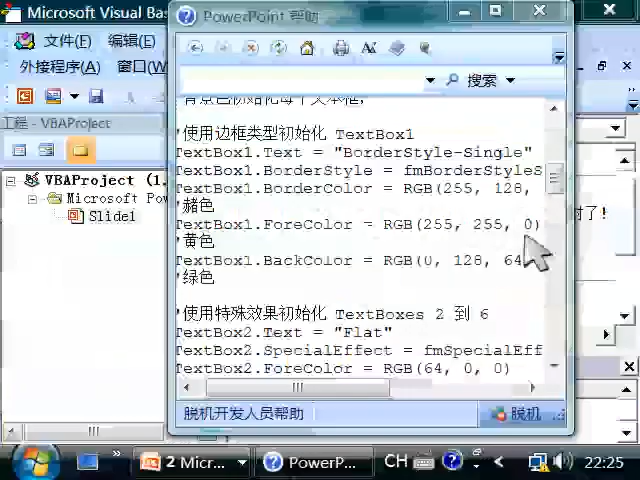 Microsoft Visual Bas
PowerPoint 帮助
文件(F) 编辑(E)
外接程序(A) 窗口(W
搜索
工程 - VBAProject
VBAProject (1.
Microsoft Pow
Slide1
'使用边框类型初始化 TextBox1
TextBox1.Text = "BorderStyle-Single"
TextBox1.BorderStyle = fmBorderStyleS
TextBox1.BorderColor = RGB(255, 128,
'赭色
TextBox1.ForeColor = RGB(255, 255, 0)
'黄色
TextBox1.BackColor = RGB(0, 128, 64
'绿色
'使用特殊效果初始化 TextBoxes 2 到 6
TextBox2.Text = "Flat"
TextBox2.SpecialEffect = fmSpecialEff
TextBox2.ForeColor = RGB(64, 0, 0)
了!
脱机开发人员帮助
脱机
2 Micr...
PowerP...
CH
22:25